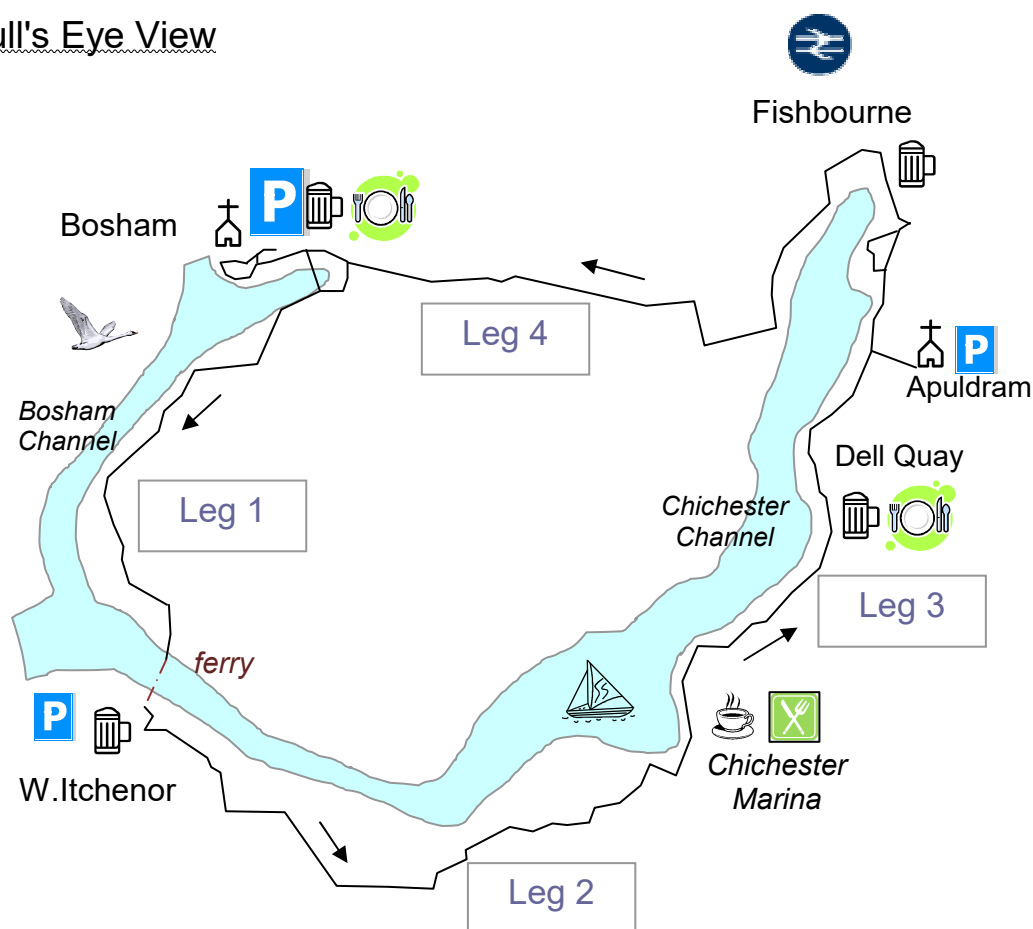 ull's Eye View
Fishbourne
Bosham
P
Leg 4
P
Apuldram
Bosham
Channel
Dell Quay
Leg 1
Chichester
Channel
Leg 3
ferry
P
W.Itchenor
Chichester
Marina
Leg 2